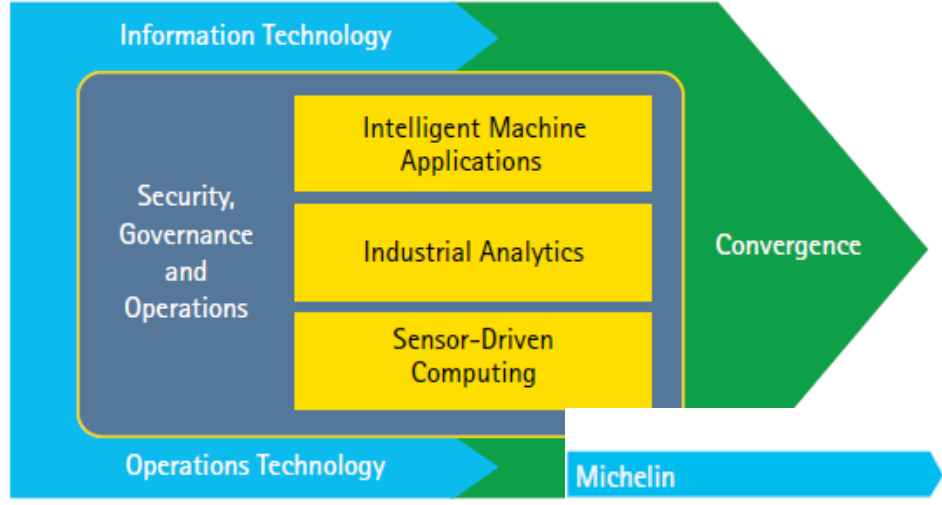 Information Technology
Intelligent Machine
Applications
Security,
Governance
and
Operations
Industrial Analytics
Convergence
Sensor-Driven
Computing
Operations Technology
Michelin